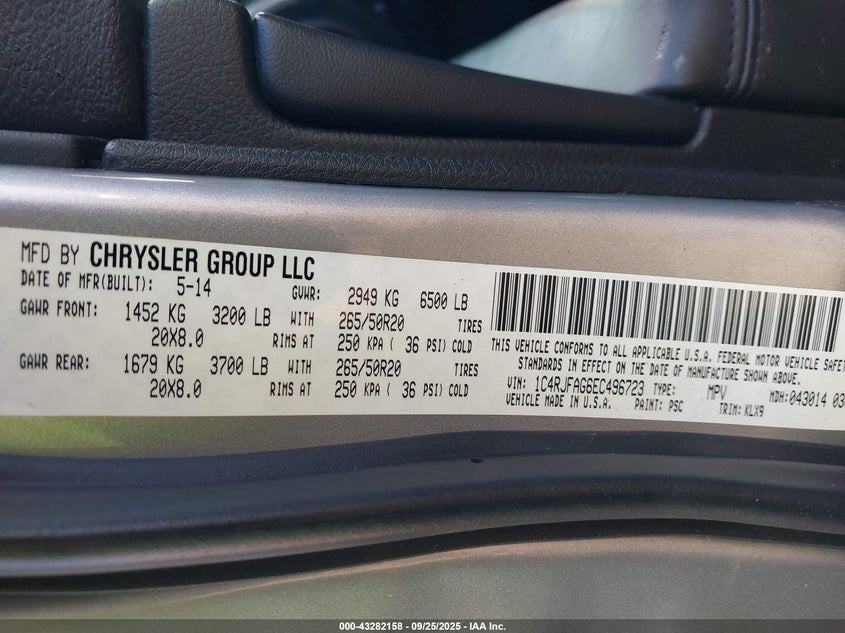 MFD BY CHRYSLER GROUP LLC
DATE OF MFR(BUILT): 5-14 GVWR: 2949 KG 6500 LB
GAWR FRONT: 1452 KG 3200 LB WITH 265/50R20 TIRES
20X8.0 RIMS AT 250 KPA ( 36 PSI) COLD
GAWR REAR: 1679 KG 3700 LB WITH 265/50R20 TIRES
20X8.0 RIMS AT 250 KPA ( 36 PSI) COLD
THIS VEHICLE CONFORMS TO ALL APPLICABLE U.S.A. FEDERAL MOTOR VEHICLE SAFE
STANDARDS IN EFFECT ON THE DATE OF MANUFACTURE SHOWN ABOVE.
VIN: 1C4RJFAG6EC496723 TYPE: MPV MDH: 043014 03
VEHICLE MADE IN U.S.A. PAINT: PSC TRIM: KLX9
000-43282158 - 09/25/2025 - IAA Inc.